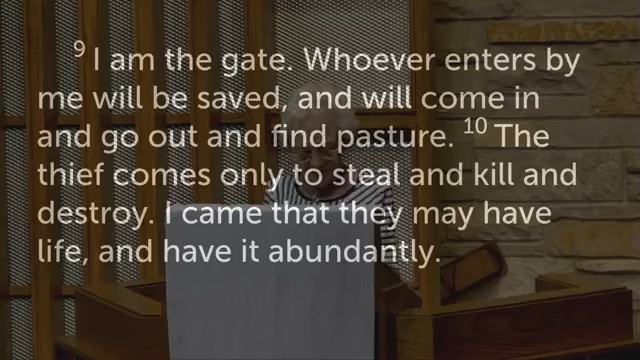 9 I am the gate. Whoever enters by
me will be saved, and will come in
and go out and find pasture. 10 The
thief comes only to steal and kill and
destroy. I came that they may have
life, and have it abundantly.